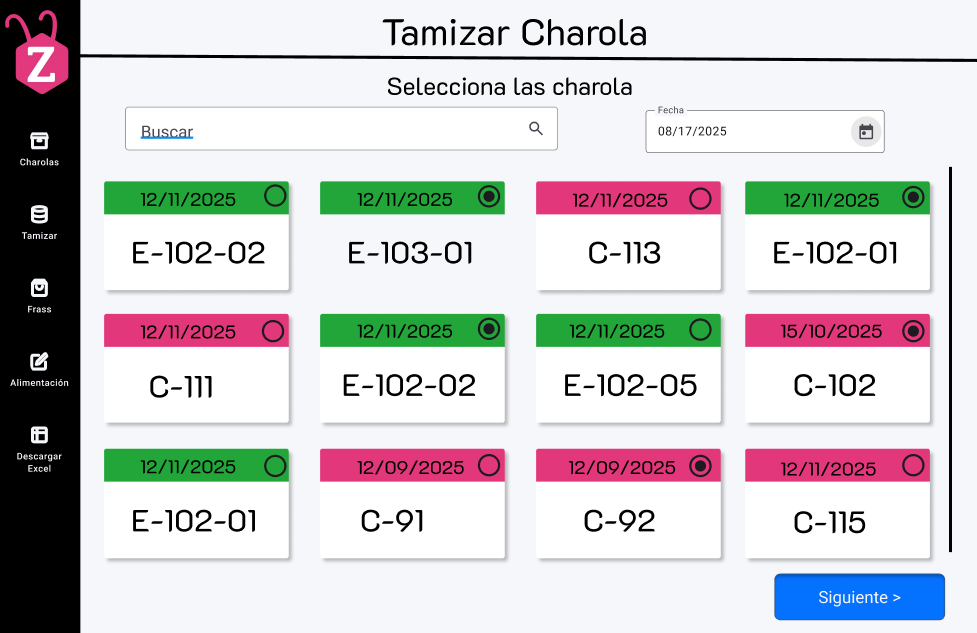 Z
Tamizar Charola
Selecciona las charola
Buscar
Fecha
08/17/2025
Charolas
Tamizar
Frass
Alimentación
Descargar
Excel
12/11/2025
E-102-02
12/11/2025
E-103-01
12/11/2025
C-113
12/11/2025
E-102-01
12/11/2025
C-111
12/11/2025
E-102-02
12/11/2025
E-102-05
15/10/2025
C-102
12/11/2025
E-102-01
12/09/2025
C-91
12/09/2025
C-92
12/11/2025
C-115
Siguiente >